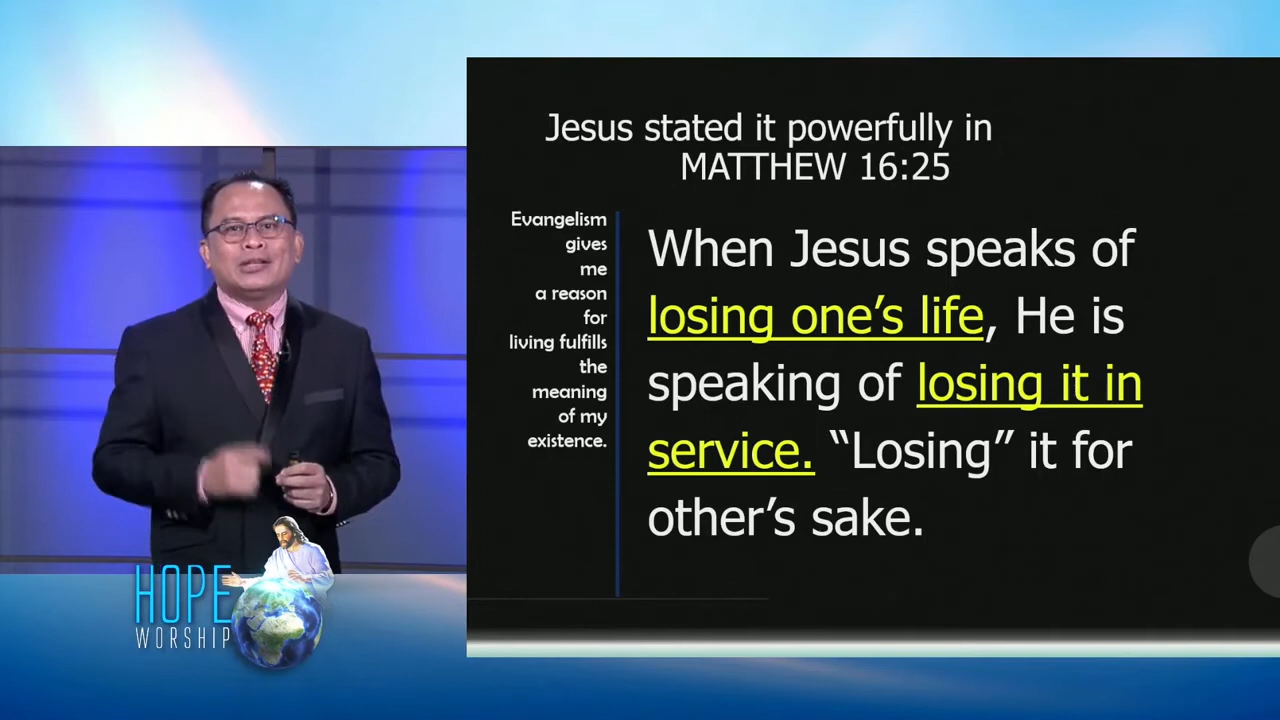 Jesus stated it powerfully in
MATTHEW 16:25
Evangelism
gives
me
a reason
for
living fulfills
the
meaning
of my
existence.
When Jesus speaks of
losing one’s life, He is
speaking of losing it in
service. “Losing” it for
other’s sake.
HOPE
WORSHIP